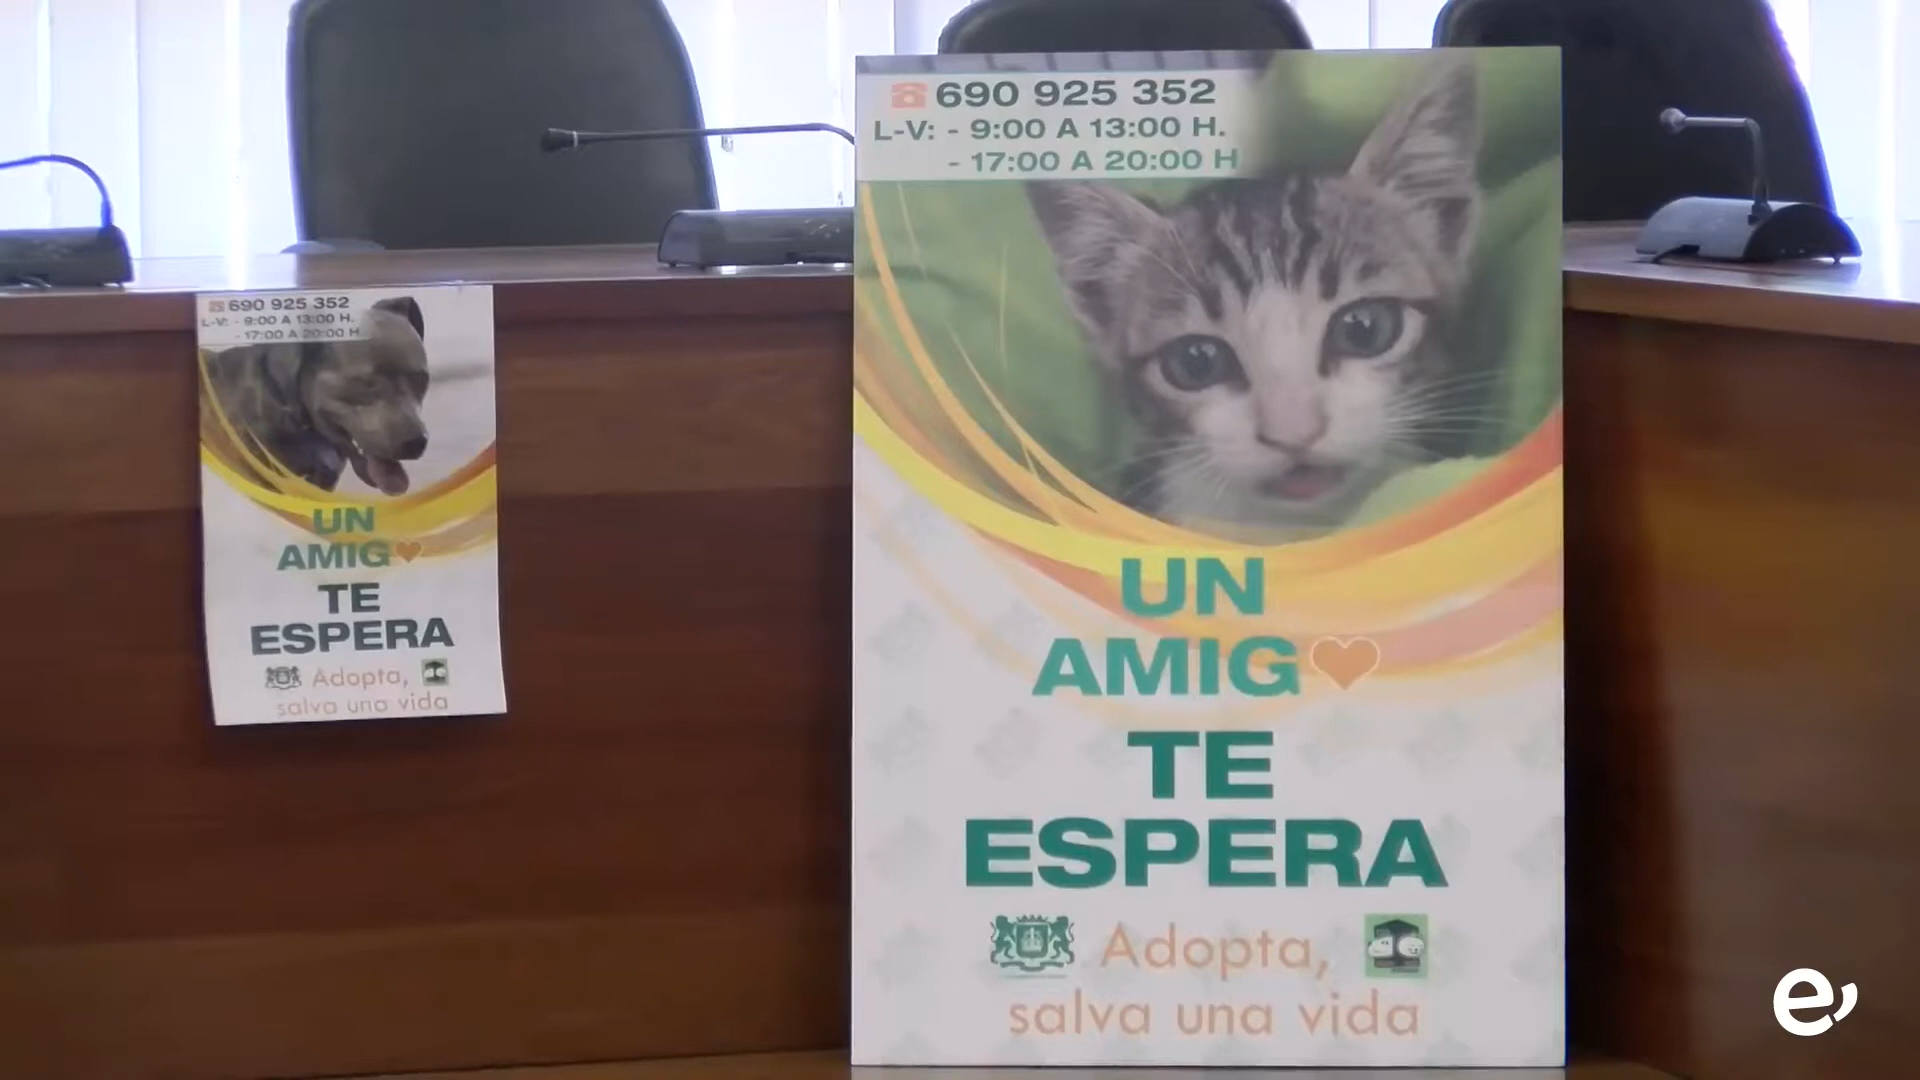 690 925 352
L-V: - 9:00 A 13:00 H.
- 17:00 A 20:00 H
UN
AMIG
TE
ESPERA
Adopta,
salva una vida
690 925 352
L-V: - 9:00 A 13:00 H.
- 17:00 A 20:00 H
UN
AMIG
TE
ESPERA
Adopta,
salva una vida
e